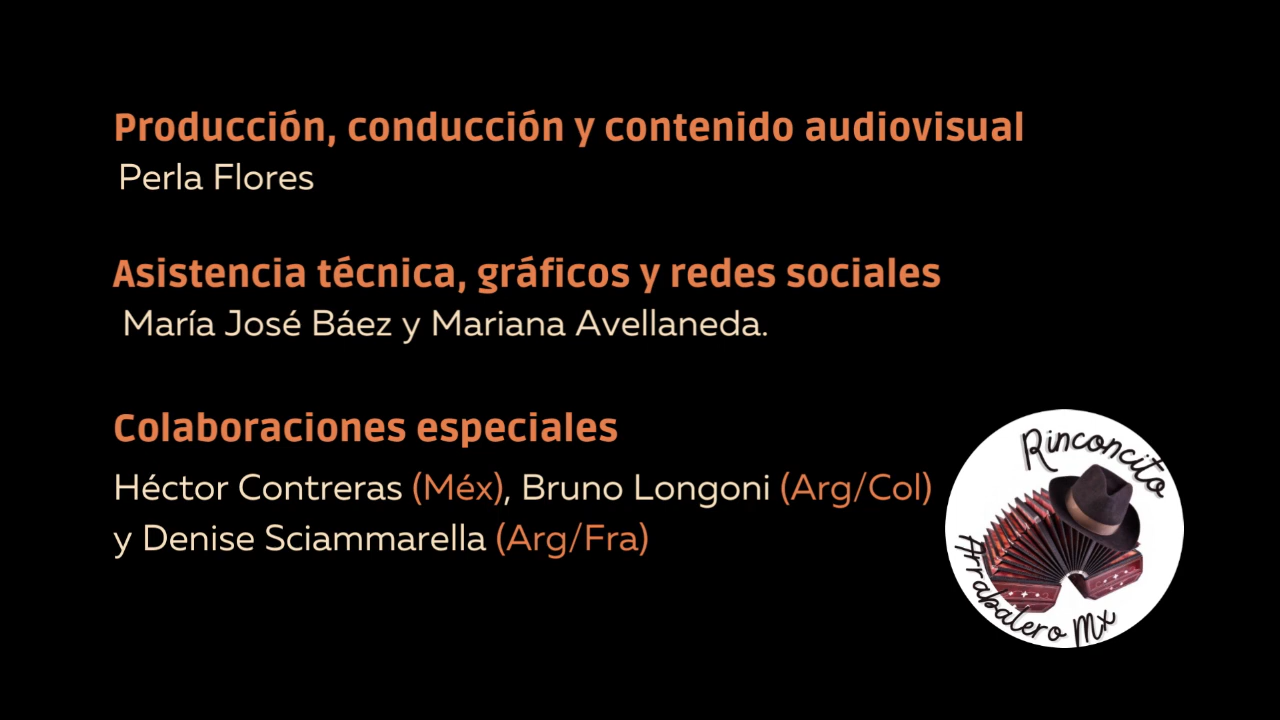 Producción, conducción y contenido audiovisual
Perla Flores
Asistencia técnica, gráficos y redes sociales
María José Báez y Mariana Avellaneda.
Colaboraciones especiales
Héctor Contreras (Méx), Bruno Longoni (Arg/Col)
y Denise Sciammarella (Arg/Fra)
Rinconcito
Arrabalero Mx